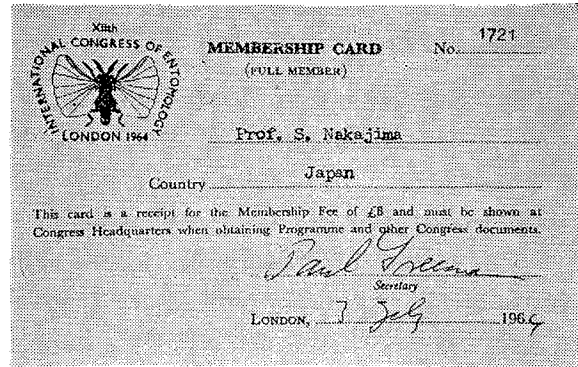 XIIth
INTERNATIONAL CONGRESS OF ENTOMOLOGY
LONDON 1964
MEMBERSHIP CARD
No. 1721
(FULL MEMBER)
Prof. S. Nakajima
Country Japan
This card is a receipt for the Membership Fee of £8 and must be shown at
Congress Headquarters when obtaining Programme and other Congress documents.
Paul Freeman
Secretary
LONDON, 3 July 1964